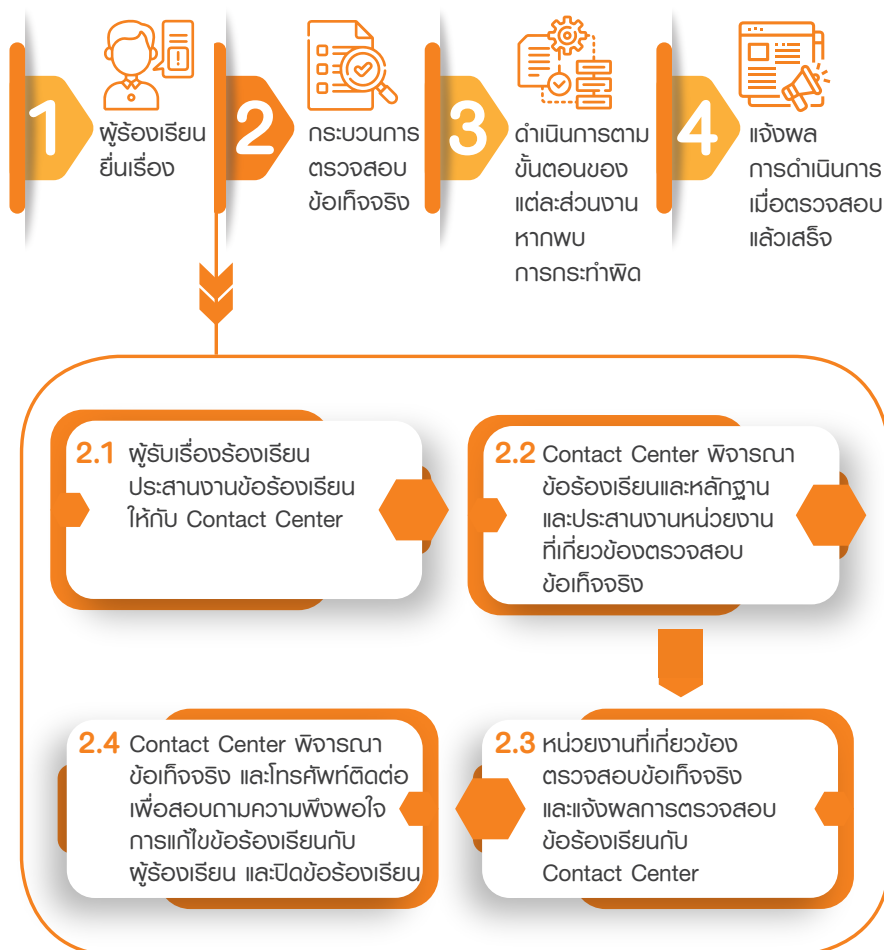 1
ผู้ร้องเรียน
ยื่นเรื่อง
2
กระบวนการ
ตรวจสอบ
ข้อเท็จจริง
3
ดำเนินการตาม
ขั้นตอนของ
แต่ละส่วนงาน
หากพบ
การกระทำผิด
4
แจ้งผล
การดำเนินการ
เมื่อตรวจสอบ
แล้วเสร็จ
2.1 ผู้รับเรื่องร้องเรียน
ประสานงานข้อร้องเรียน
ให้กับ Contact Center
2.2 Contact Center พิจารณา
ข้อร้องเรียนและหลักฐาน
และประสานงานหน่วยงาน
ที่เกี่ยวข้องตรวจสอบ
ข้อเท็จจริง
2.3 หน่วยงานที่เกี่ยวข้อง
ตรวจสอบข้อเท็จจริง
และแจ้งผลการตรวจสอบ
ข้อร้องเรียนกับ
Contact Center
2.4 Contact Center พิจารณา
ข้อเท็จจริง และโทรศัพท์ติดต่อ
เพื่อสอบถามความพึงพอใจ
การแก้ไขข้อร้องเรียนกับ
ผู้ร้องเรียน และปิดข้อร้องเรียน